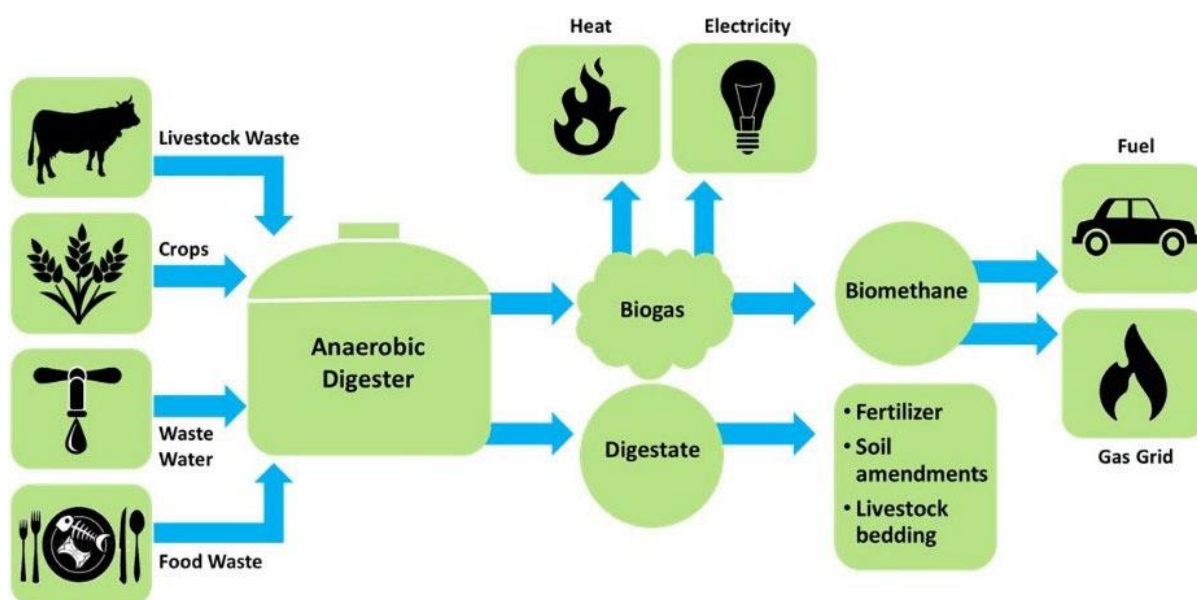 Heat
Electricity
Livestock Waste
Crops
Waste
Water
Food Waste
Anaerobic
Digester
Biogas
Digestate
Biomethane
• Fertilizer
• Soil
amendments
• Livestock
bedding
Fuel
Gas Grid